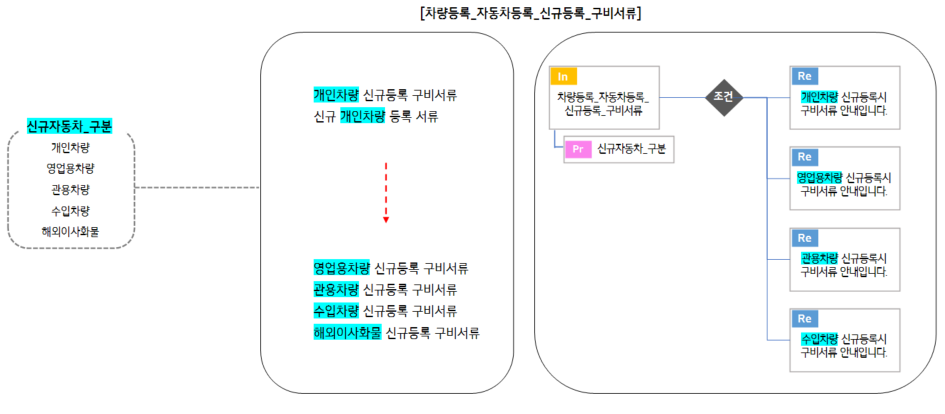 [차량등록_자동차등록_신규등록_구비서류]
신규자동차_구분
개인차량
영업용차량
관용차량
수입차량
해외이사화물
개인차량 신규등록 구비서류
신규 개인차량 등록 서류
영업용차량 신규등록 구비서류
관용차량 신규등록 구비서류
수입차량 신규등록 구비서류
해외이사화물 신규등록 구비서류
In
차량등록_자동차등록_
신규등록_구비서류
Pr 신규자동차_구분
조건
Re
개인차량 신규등록시
구비서류 안내입니다.
Re
영업용차량 신규등록시
구비서류 안내입니다.
Re
관용차량 신규등록시
구비서류 안내입니다.
Re
수입차량 신규등록시
구비서류 안내입니다.